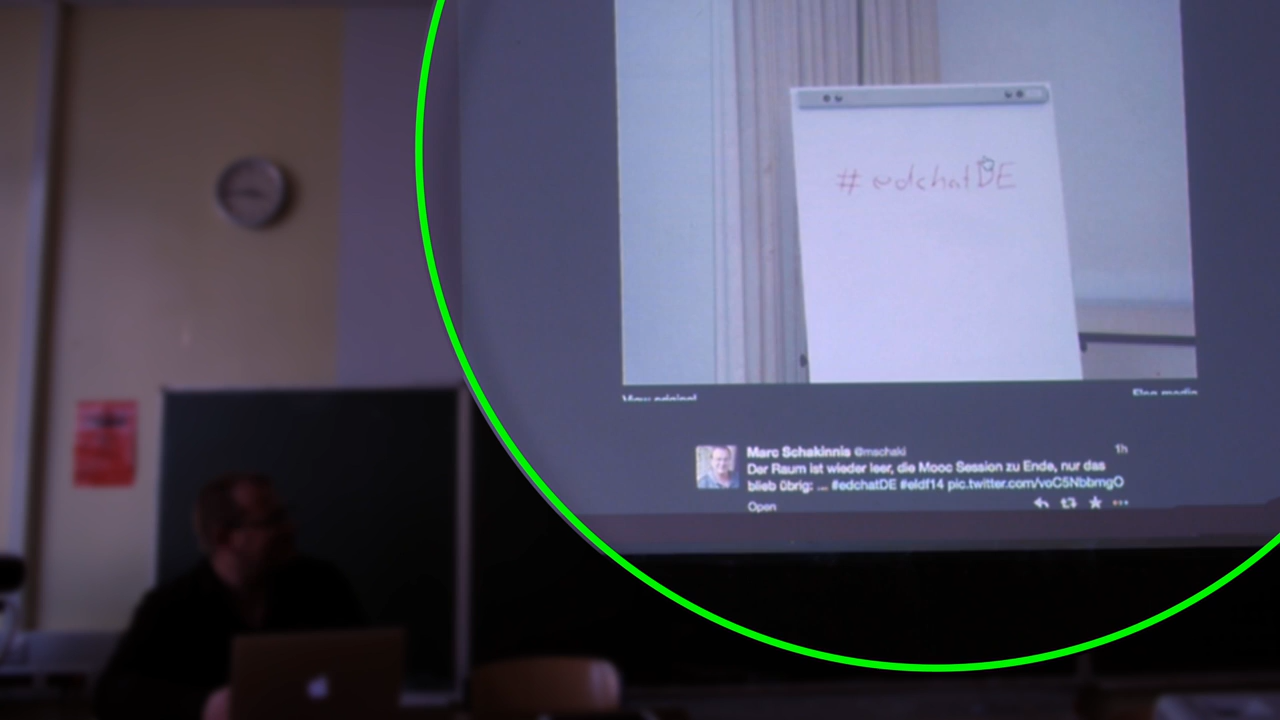 #edchatDE
View original
Flag media
Marc Schakinnis @maschaki
1h
Der Raum ist wieder leer, die Mooc Session zu Ende, nur das
blieb übrig: ... #edchatDE #eldf14 pic.twitter.com/voC5NbbmgO
Open